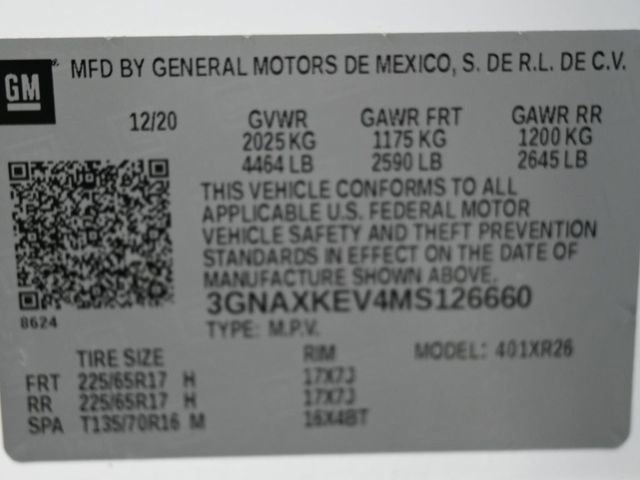 GM MFD BY GENERAL MOTORS DE MEXICO, S. DE R.L. DE C.V.
12/20 GVWR GAWR FRT GAWR RR
2025 KG 1175 KG 1200 KG
4464 LB 2590 LB 2645 LB
THIS VEHICLE CONFORMS TO ALL
APPLICABLE U.S. FEDERAL MOTOR
VEHICLE SAFETY AND THEFT PREVENTION
STANDARDS IN EFFECT ON THE DATE OF
MANUFACTURE SHOWN ABOVE.
3GNAXKEV4MS126660
8624
TYPE: M.P.V.
TIRE SIZE RIM MODEL: 401XR26
FRT 225/65R17 H 17X7J
RR 225/65R17 H 17X7J
SPA T135/70R16 M 16X4BT